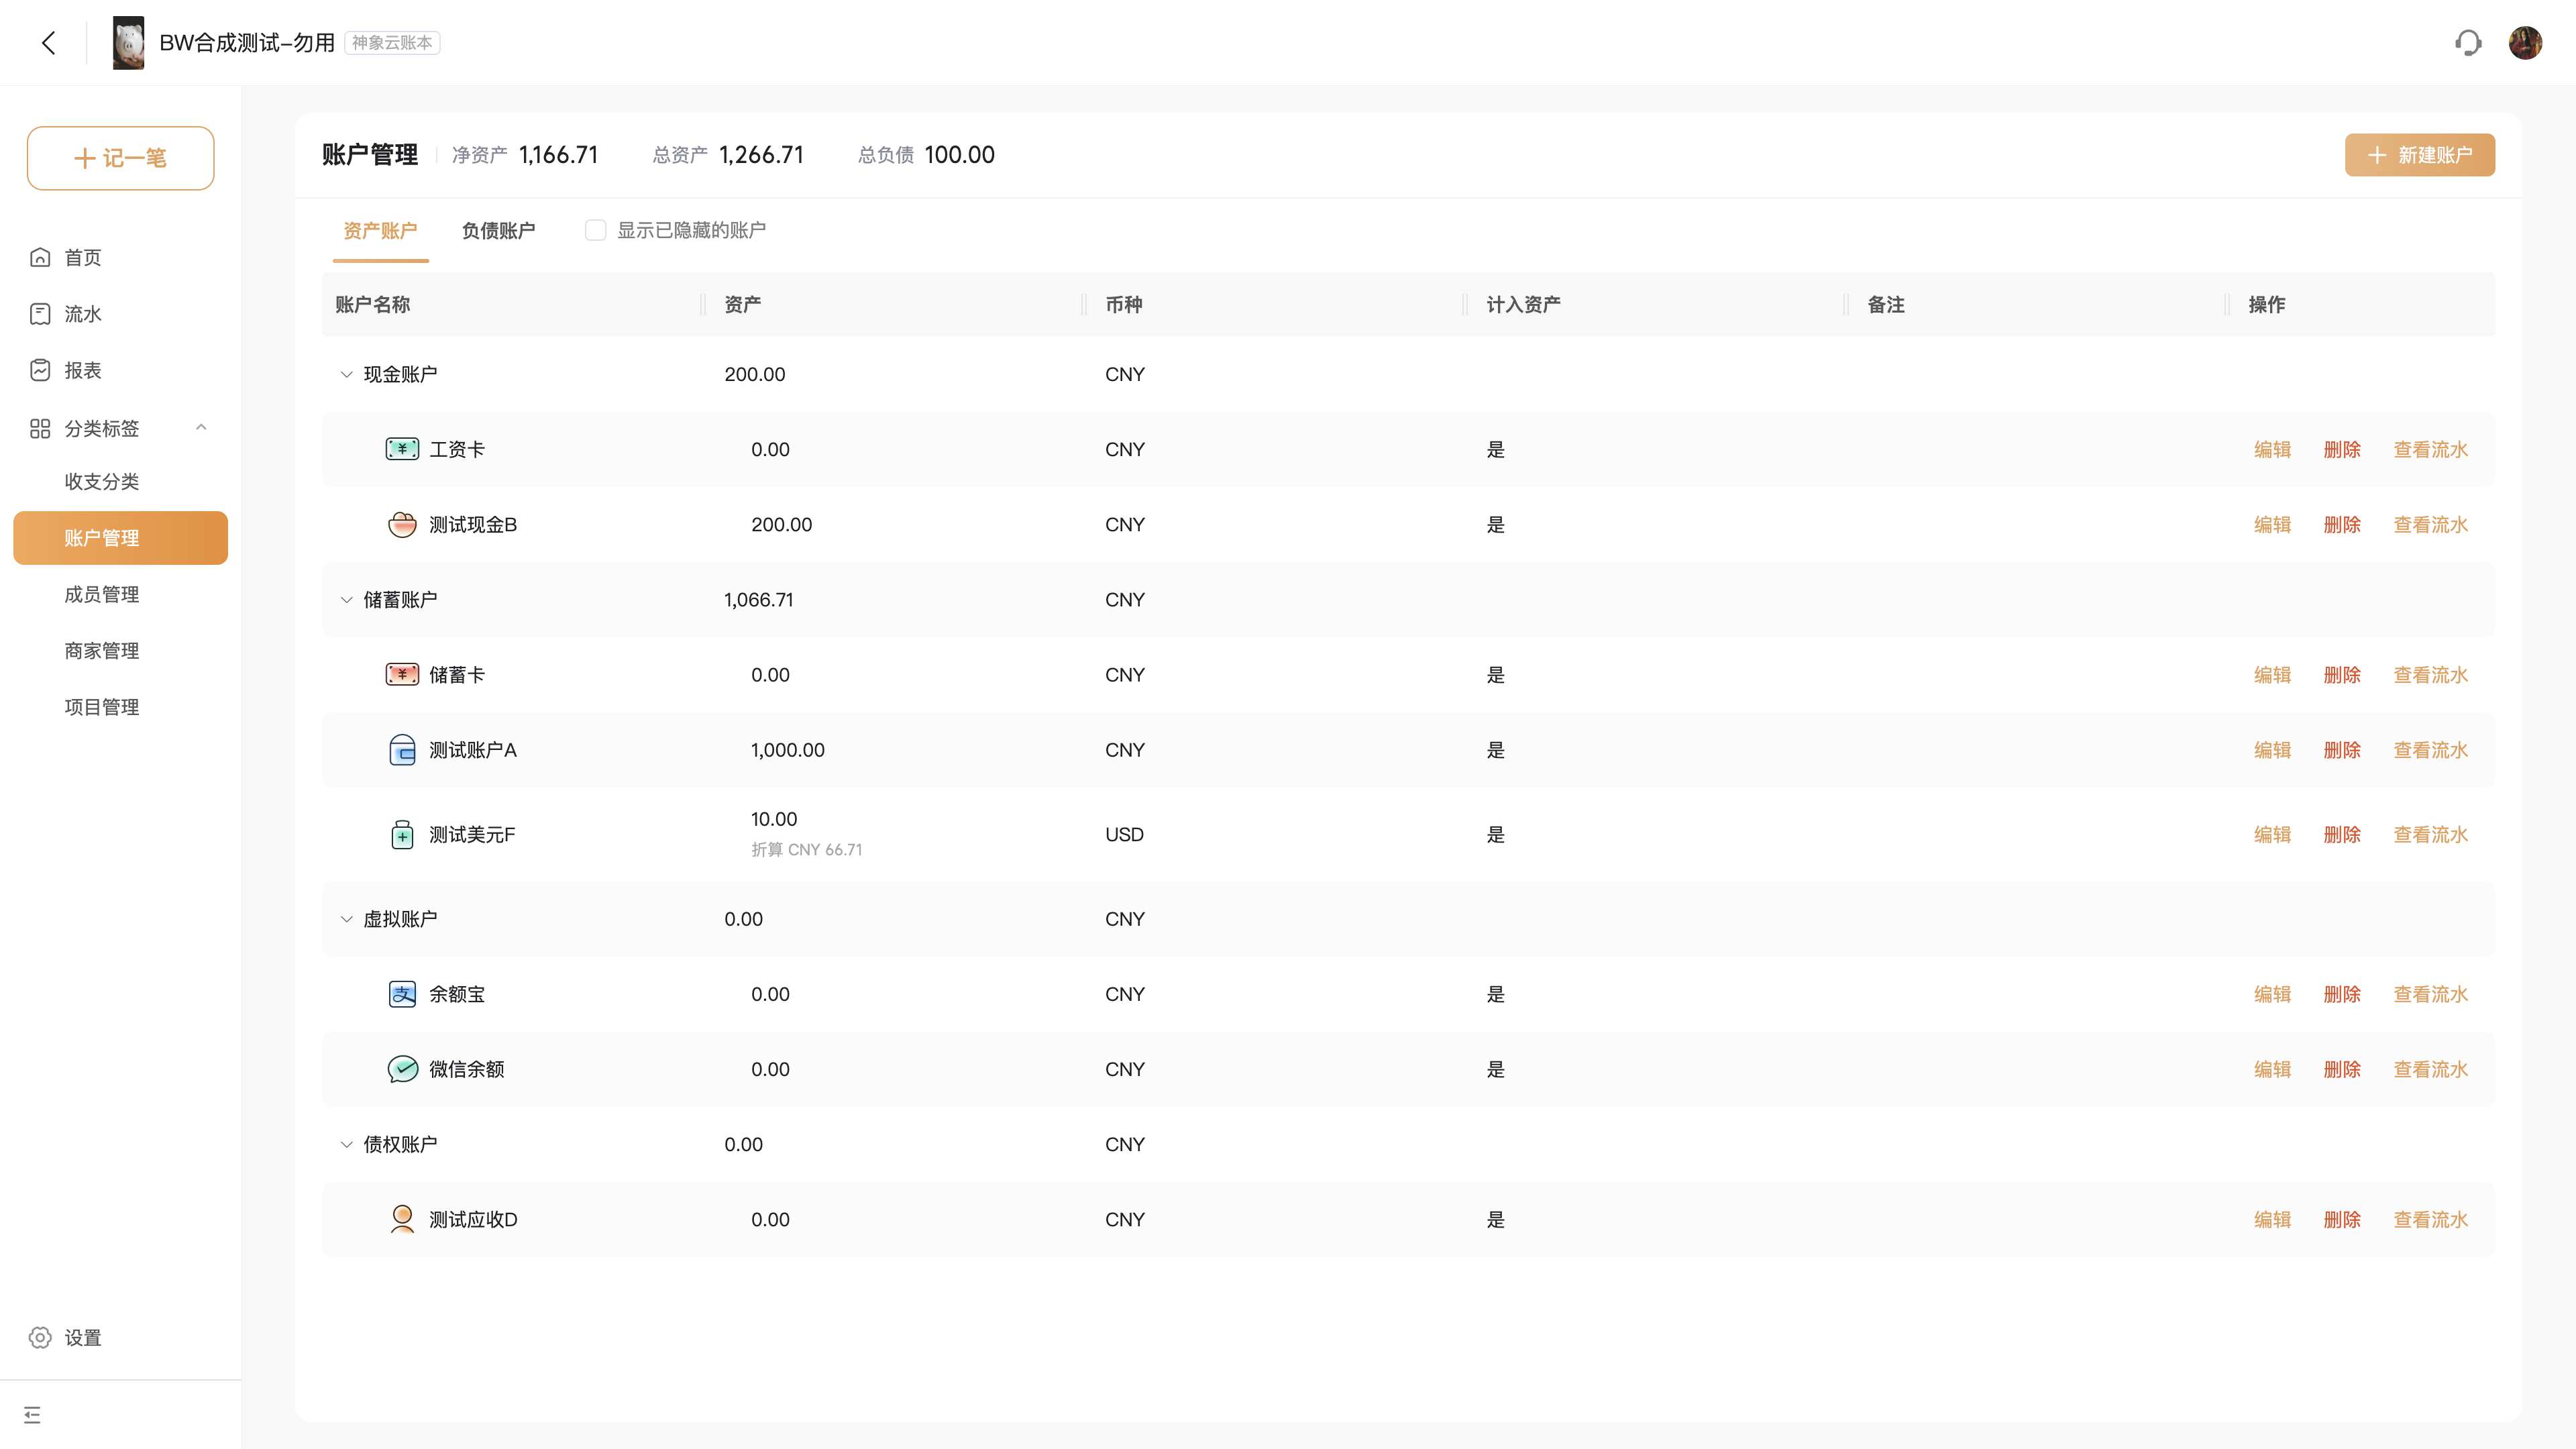 BW合成测试-勿用 神象云账本
记一笔
首页
流水
报表
分类标签
收支分类
账户管理
成员管理
商家管理
项目管理
设置
账户管理 净资产 1,166.71 总资产 1,266.71 总负债 100.00 新建账户
资产账户 负债账户 显示已隐藏的账户
账户名称 资产 币种 计入资产 备注 操作
现金账户 200.00 CNY
工资卡 0.00 CNY 是 编辑 删除 查看流水
测试现金B 200.00 CNY 是 编辑 删除 查看流水
储蓄账户 1,066.71 CNY
储蓄卡 0.00 CNY 是 编辑 删除 查看流水
测试账户A 1,000.00 CNY 是 编辑 删除 查看流水
测试美元F 10.00 USD 是 编辑 删除 查看流水
折算 CNY 66.71
虚拟账户 0.00 CNY
余额宝 0.00 CNY 是 编辑 删除 查看流水
微信余额 0.00 CNY 是 编辑 删除 查看流水
债权账户 0.00 CNY
测试应收D 0.00 CNY 是 编辑 删除 查看流水